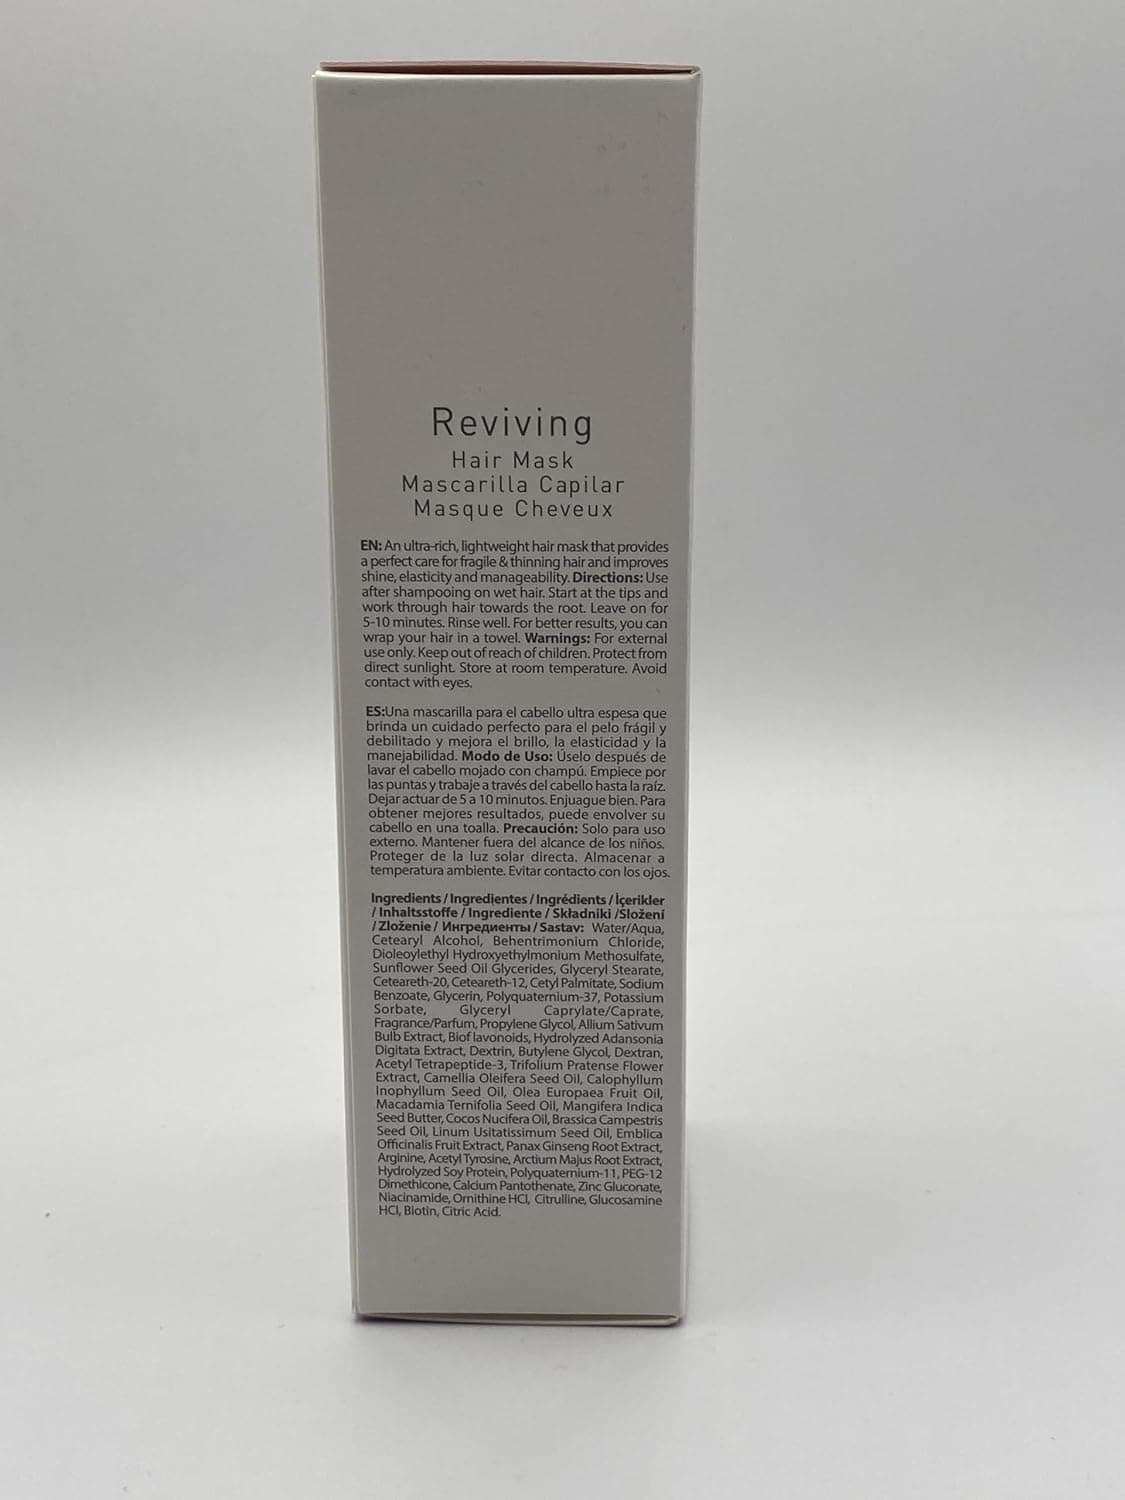 Reviving
Hair Mask
Mascarilla Capilar
Masque Cheveux
EN: An ultra-rich, lightweight hair mask that provides
a perfect care for fragile & thinning hair and improves
shine, elasticity and manageability. Directions: Use
after shampooing on wet hair. Start at the tips and
work through hair towards the root. Leave on for
5-10 minutes. Rinse well. For better results, you can
wrap your hair in a towel. Warnings: For external
use only. Keep out of reach of children. Protect from
direct sunlight. Store at room temperature. Avoid
contact with eyes.
ES:Una mascarilla para el cabello ultra espesa que
brinda un cuidado perfecto para el pelo frágil y
debilitado y mejora el brillo, la elasticidad y la
manejabilidad. Modo de Uso: Úselo después de
lavar el cabello mojado con champú. Empiece por
las puntas y trabaje a través del cabello hasta la raíz.
Dejar actuar de 5 a 10 minutos. Enjuague bien. Para
obtener mejores resultados, puede envolver su
cabello en una toalla. Precaución: Solo para uso
externo. Mantener fuera del alcance de los niños.
Proteger de la luz solar directa. Almacenar a
temperatura ambiente. Evitar contacto con los ojos.
Ingredients / Ingredientes / Ingrédients / İçerikler
/ Inhaltsstoffe / Ingrediente / Składniki /Složení
/ Zloženie / Ингредиенты / Sastav: Water/Aqua,
Cetearyl Alcohol, Behentrimonium Chloride,
Dioleoylethyl Hydroxyethylmonium Methosulfate,
Sunflower Seed Oil Glycerides, Glyceryl Stearate,
Ceteareth-20, Ceteareth-12, Cetyl Palmitate, Sodium
Benzoate, Glycerin, Polyquaternium-37, Potassium
Sorbate, Glyceryl Caprylate/Caprate,
Fragrance/Parfum, Propylene Glycol, Allium Sativum
Bulb Extract, Biof lavonoids, Hydrolyzed Adansonia
Digitata Extract, Dextrin, Butylene Glycol, Dextran,
Acetyl Tetrapeptide-3, Trifolium Pratense Flower
Extract, Camellia Oleifera Seed Oil, Calophyllum
Inophyllum Seed Oil, Olea Europaea Fruit Oil,
Macadamia Ternifolia Seed Oil, Mangifera Indica
Seed Butter, Cocos Nucifera Oil, Brassica Campestris
Seed Oil, Linum Usitatissimum Seed Oil, Emblica
Officinalis Fruit Extract, Panax Ginseng Root Extract,
Arginine, Acetyl Tyrosine, Arctium Majus Root Extract,
Hydrolyzed Soy Protein, Polyquaternium-11, PEG-12
Dimethicone, Calcium Pantothenate, Zinc Gluconate,
Niacinamide, Ornithine HCl, Citrulline, Glucosamine
HCl, Biotin, Citric Acid.